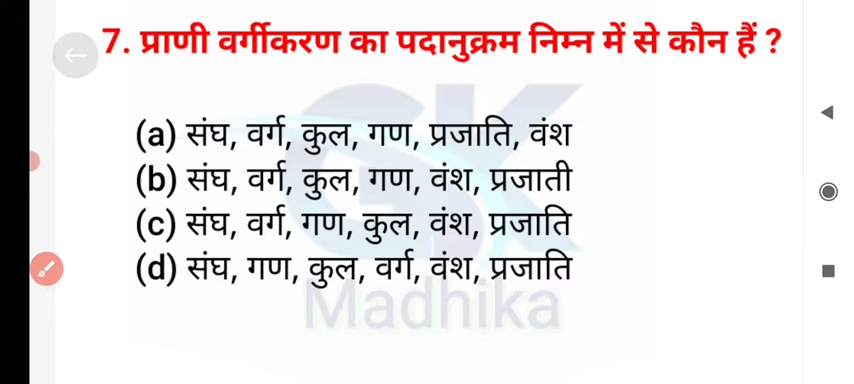 7. प्राणी वर्गीकरण का पदानुक्रम निम्न में से कौन हैं ?
(a) संघ, वर्ग, कुल, गण, प्रजाति, वंश
(b) संघ, वर्ग, कुल, गण, वंश, प्रजाती
(c) संघ, वर्ग, गण, कुल, वंश, प्रजाति
(d) संघ, गण, कुल, वर्ग, वंश, प्रजाति
GK
Madhika